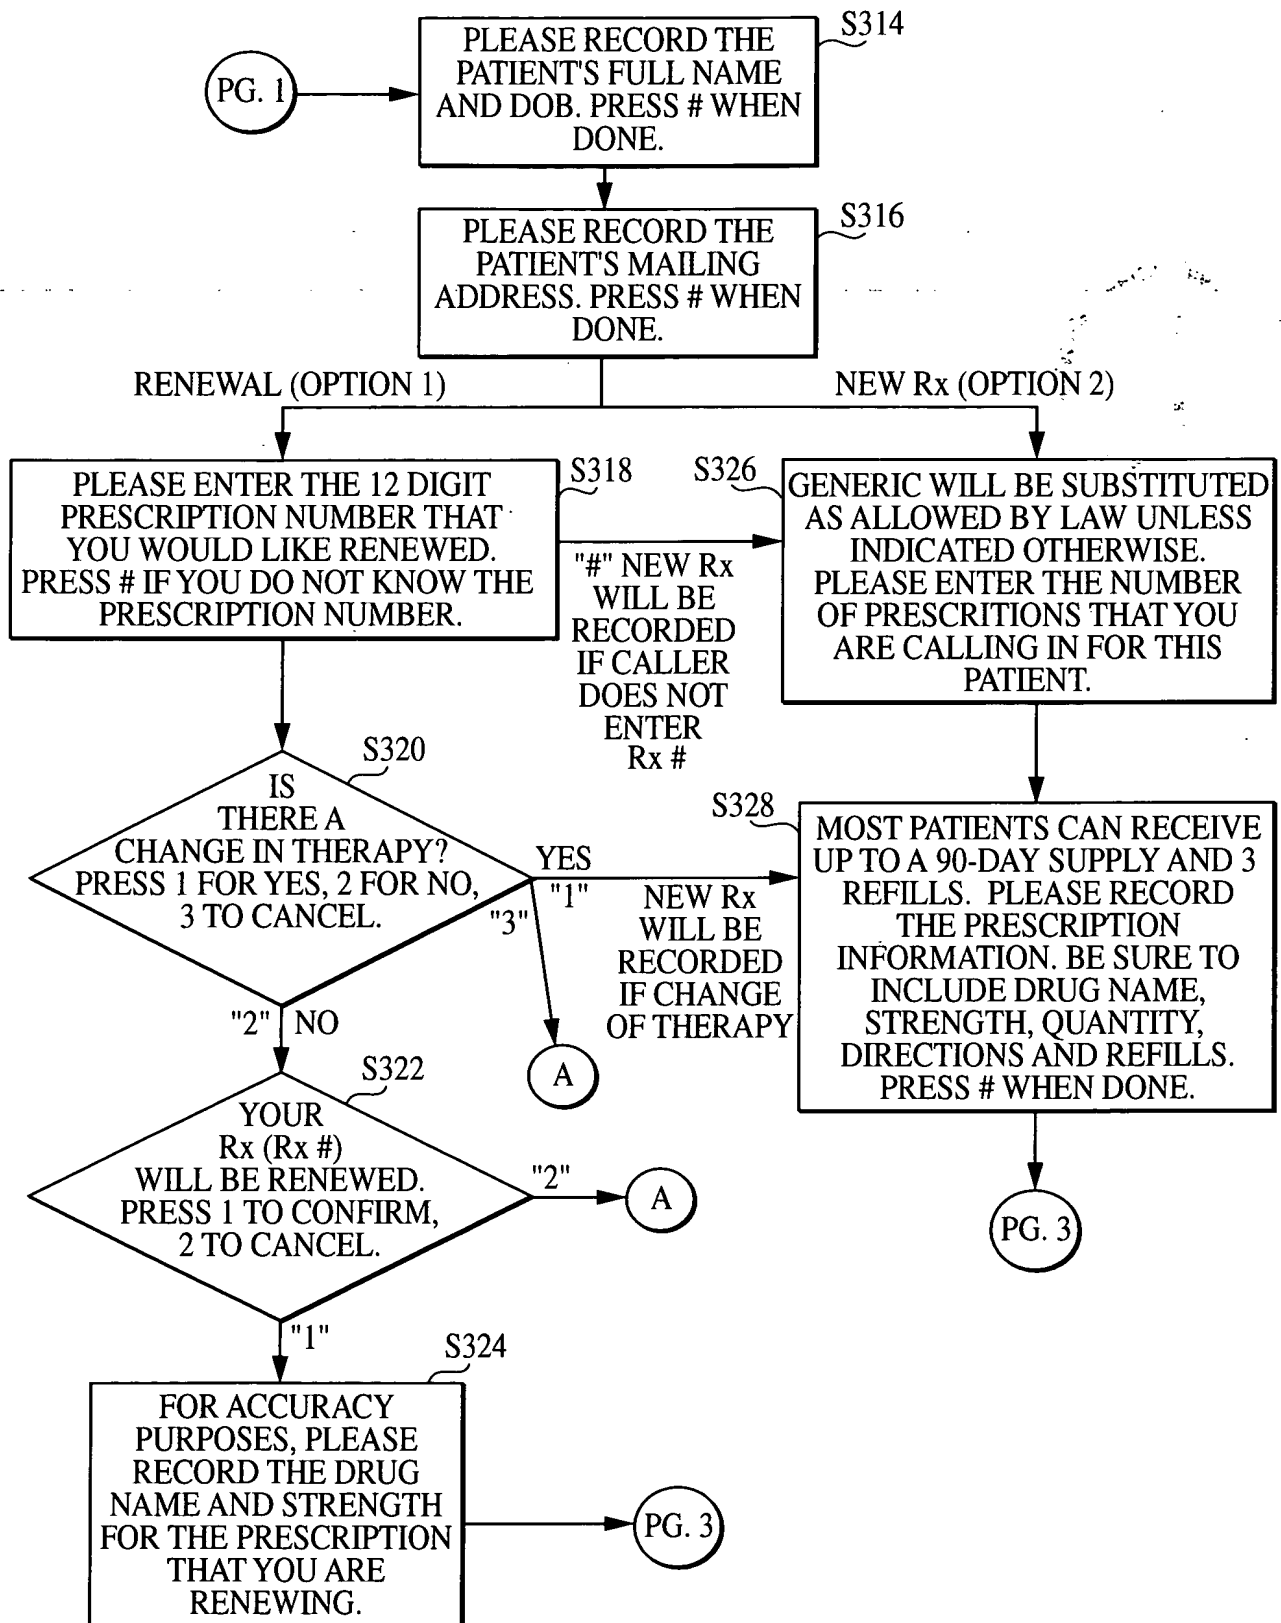 S314
PLEASE RECORD THE
PATIENT'S FULL NAME
AND DOB. PRESS # WHEN
DONE.
PG. 1
S316
PLEASE RECORD THE
PATIENT'S MAILING
ADDRESS. PRESS # WHEN
DONE.
RENEWAL (OPTION 1)
NEW Rx (OPTION 2)
S318
PLEASE ENTER THE 12 DIGIT
PRESCRIPTION NUMBER THAT
YOU WOULD LIKE RENEWED.
PRESS # IF YOU DO NOT KNOW THE
PRESCRIPTION NUMBER.
"#" NEW Rx
WILL BE
RECORDED
IF CALLER
DOES NOT
ENTER
Rx #
S326
GENERIC WILL BE SUBSTITUTED
AS ALLOWED BY LAW UNLESS
INDICATED OTHERWISE.
PLEASE ENTER THE NUMBER
OF PRESCRITIONS THAT YOU
ARE CALLING IN FOR THIS
PATIENT.
S320
IS
THERE A
CHANGE IN THERAPY?
PRESS 1 FOR YES, 2 FOR NO,
3 TO CANCEL.
YES
"1"
"3"
NEW Rx
WILL BE
RECORDED
IF CHANGE
OF THERAPY
S328
MOST PATIENTS CAN RECEIVE
UP TO A 90-DAY SUPPLY AND 3
REFILLS. PLEASE RECORD
THE PRESCRIPTION
INFORMATION. BE SURE TO
INCLUDE DRUG NAME,
STRENGTH, QUANTITY,
DIRECTIONS AND REFILLS.
PRESS # WHEN DONE.
"2" NO
A
S322
YOUR
Rx (Rx #)
WILL BE RENEWED.
PRESS 1 TO CONFIRM,
2 TO CANCEL.
"2"
A
PG. 3
"1"
S324
FOR ACCURACY
PURPOSES, PLEASE
RECORD THE DRUG
NAME AND STRENGTH
FOR THE PRESCRIPTION
THAT YOU ARE
RENEWING.
PG. 3